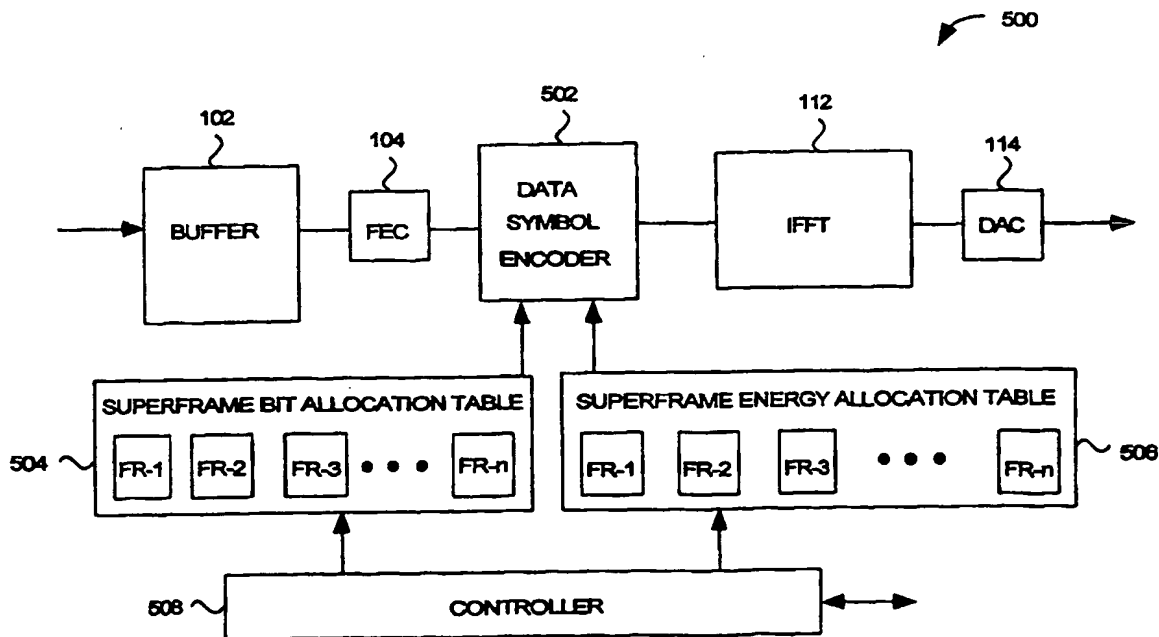 500
102
104
502
112
114
BUFFER
FEC
DATA
SYMBOL
ENCODER
IFFT
DAC
SUPERFRAME BIT ALLOCATION TABLE
FR-1 FR-2 FR-3 • • • FR-n
504
SUPERFRAME ENERGY ALLOCATION TABLE
FR-1 FR-2 FR-3 • • • FR-n
506
508
CONTROLLER